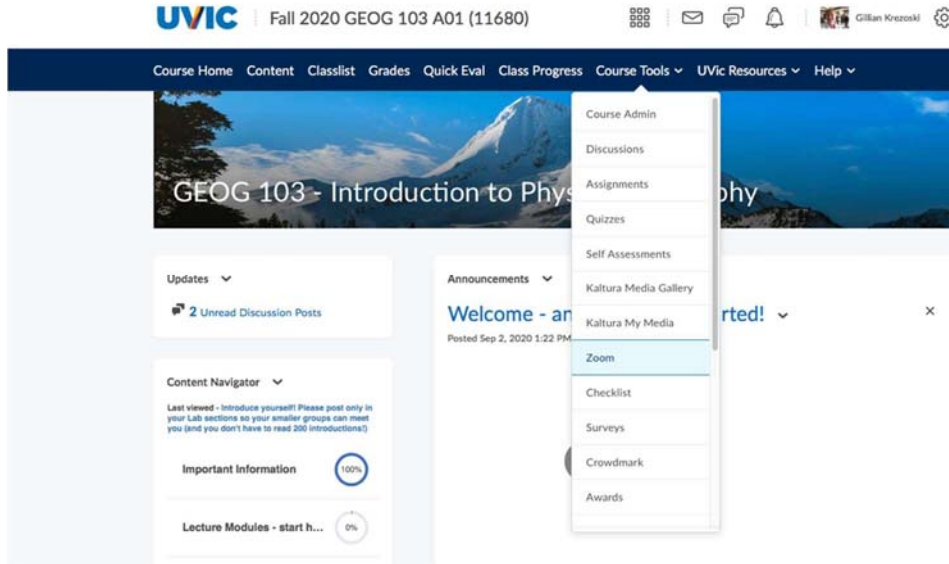 UVIC Fall 2020 GEOG 103 A01 (11680) Gillian Krezoski
Course Home Content Classlist Grades Quick Eval Class Progress Course Tools UVic Resources Help
Course Admin
Discussions
Assignments
Quizzes
Self Assessments
Kaltura Media Gallery
Kaltura My Media
Zoom
Checklist
Surveys
Crowdmark
Awards
GEOG 103 - Introduction to Phys phy
Updates
2 Unread Discussion Posts
Content Navigator
Last viewed - Introduce yourself! Please post only in
your Lab sections so your smaller groups can meet
you (and you don't have to read 200 introductions!)
Important Information 100%
Lecture Modules - start h... 0%
Announcements
Welcome - an rted!
Posted Sep 2, 2020 1:22 PM